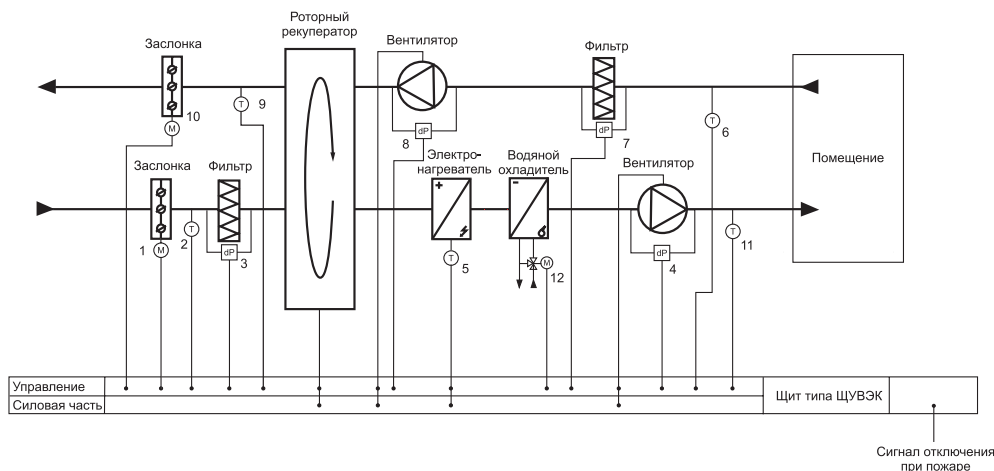 Роторный
рекуператор
Заслонка
Вентилятор
Фильтр
T
9
M
10
dP
8
dP
7
T
6
Помещение
Заслонка
Фильтр
Электро-
нагреватель
Водяной
охладитель
Вентилятор
+
-
M
1
T
2
dP
3
T
5
M
12
dP
4
T
11
Управление
Силовая часть
Щит типа ЩУВЭК
Сигнал отключения
при пожаре